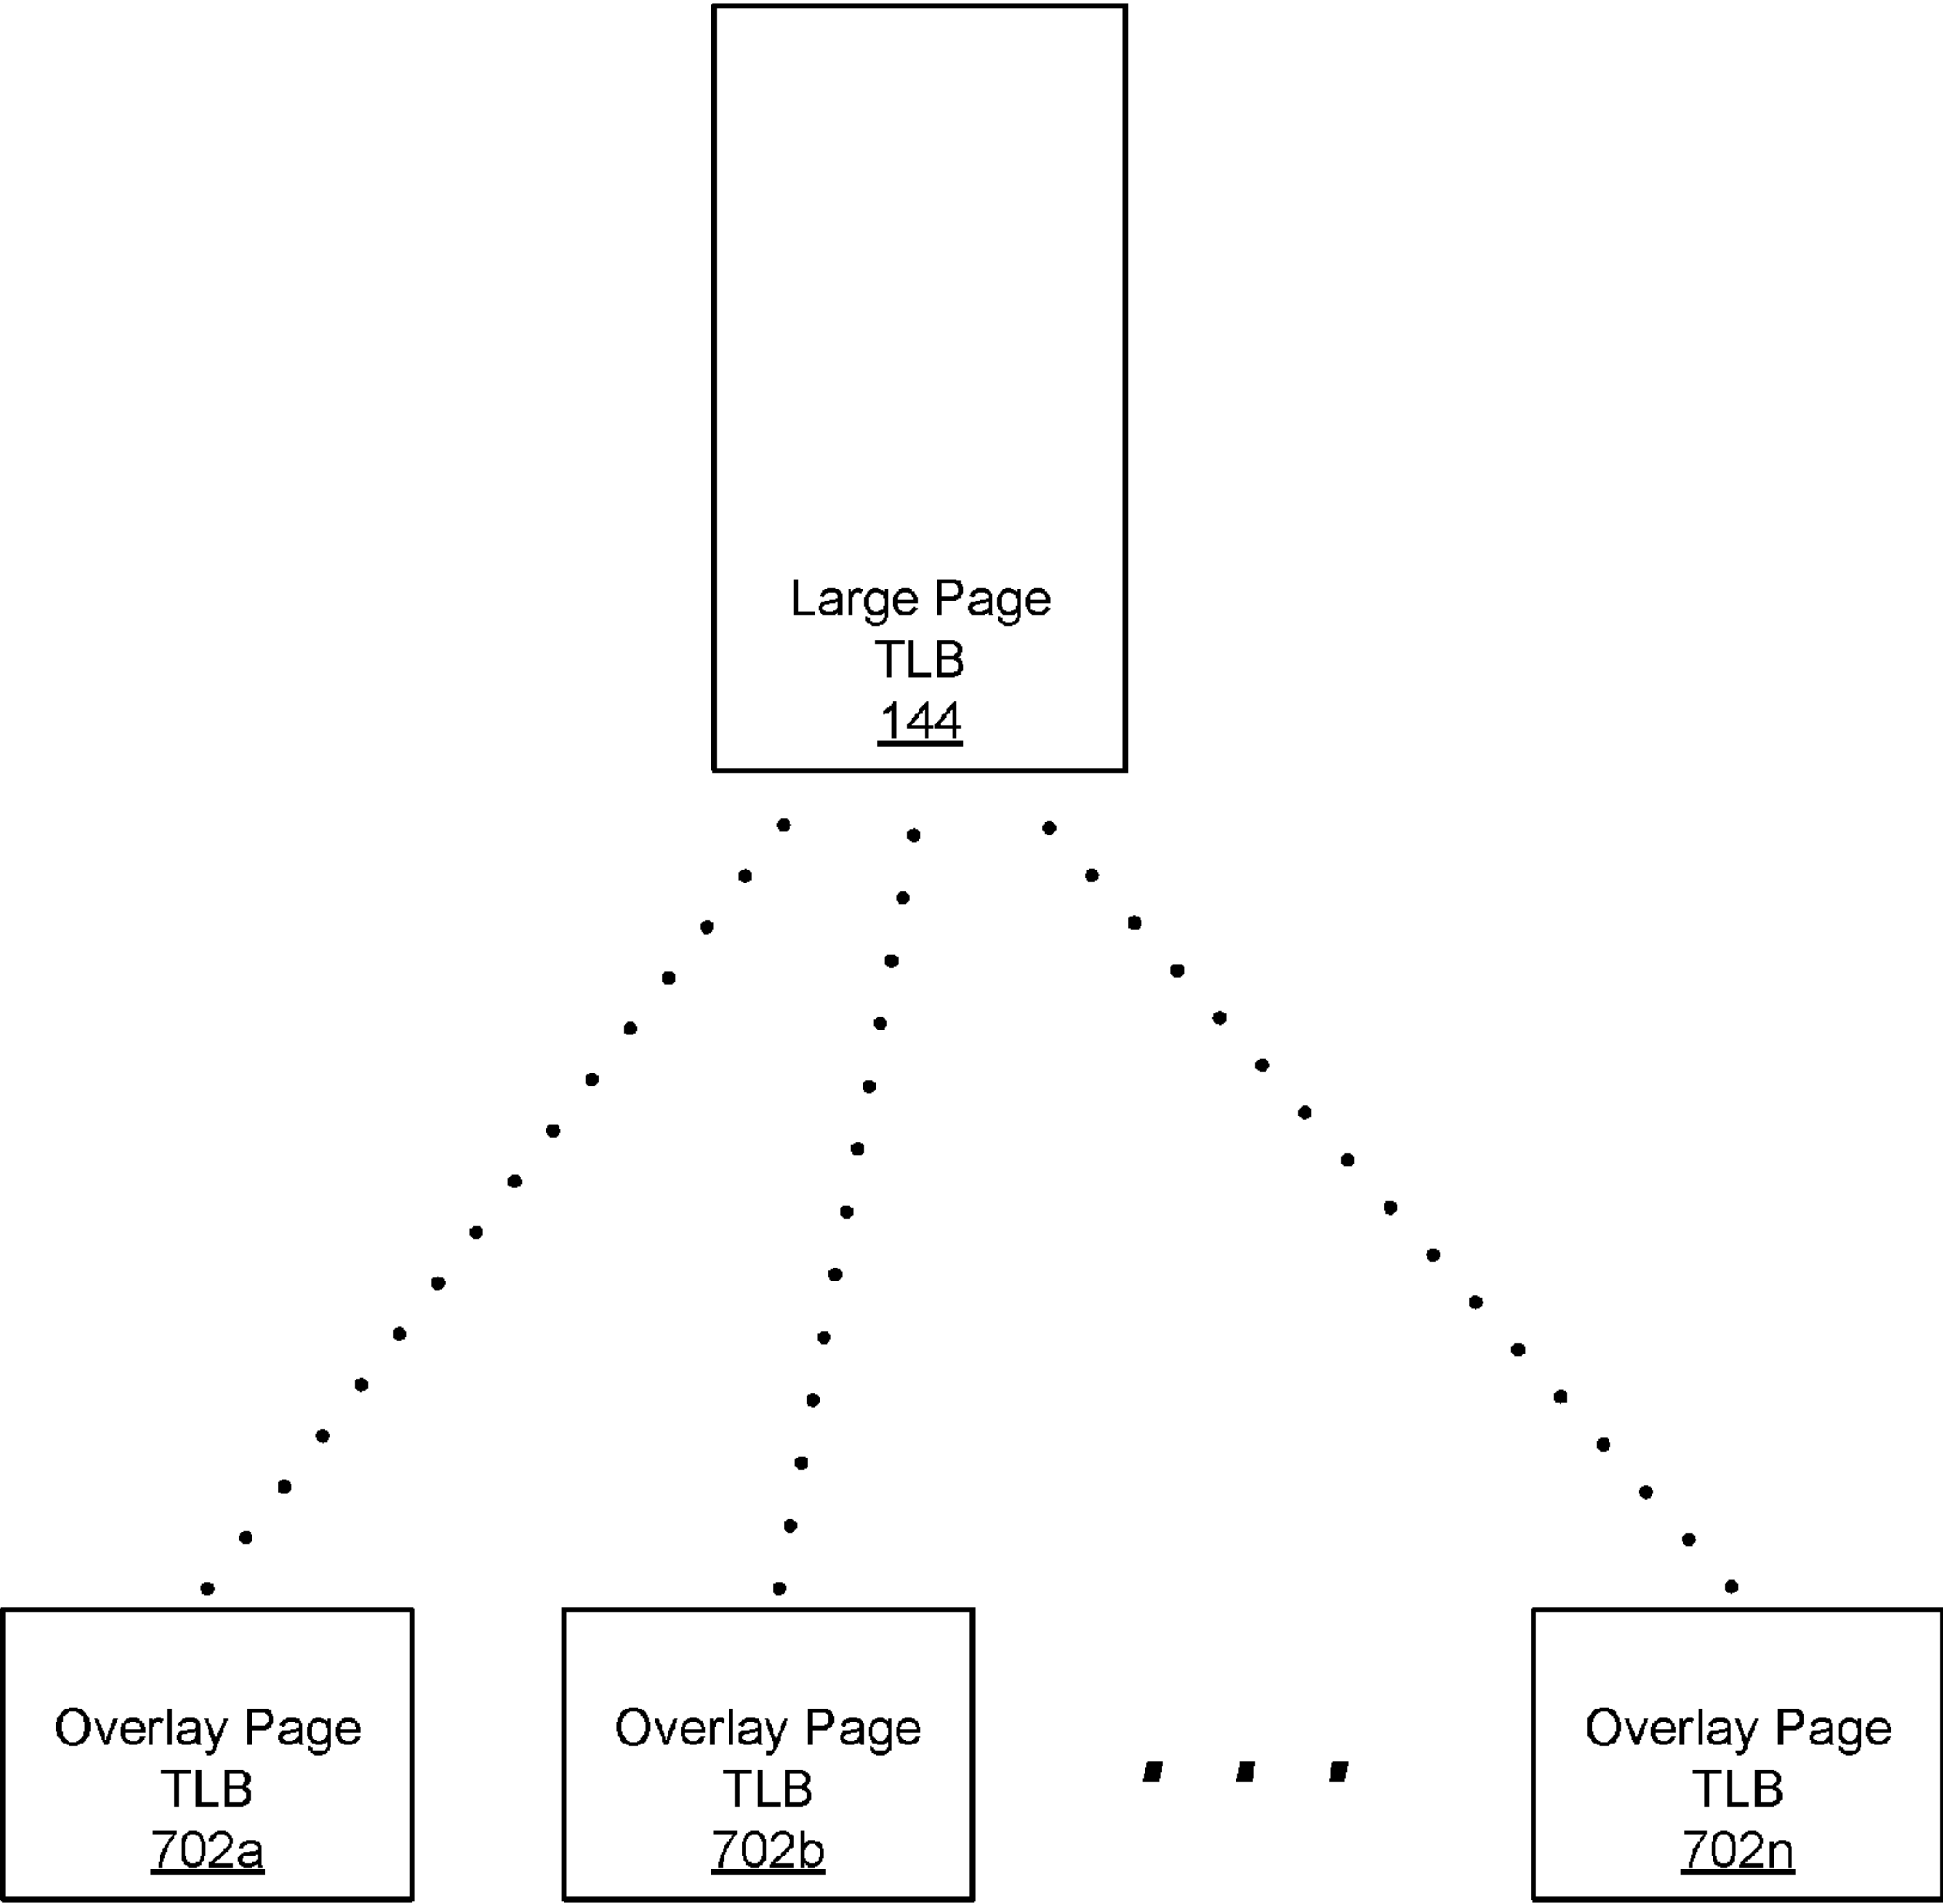 Large Page
TLB
144
Overlay Page
TLB
702a
Overlay Page
TLB
702b
. . .
Overlay Page
TLB
702n